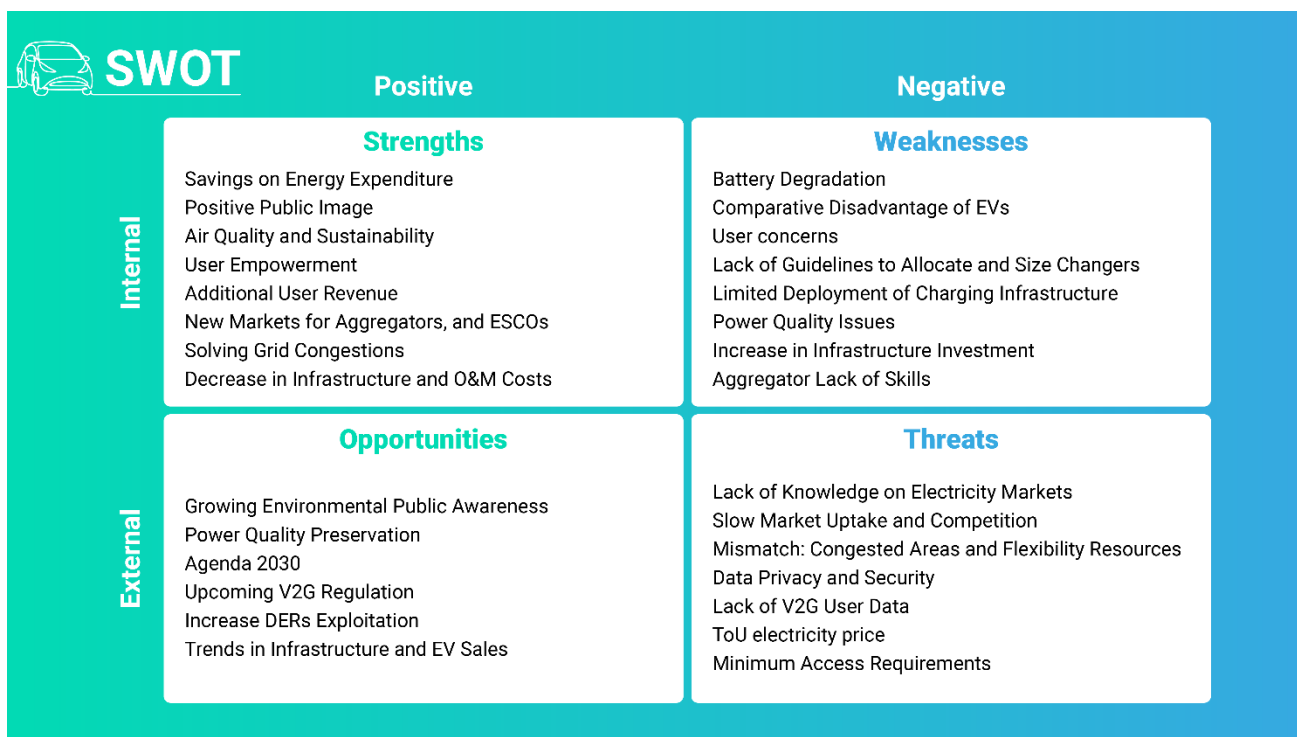 SWOT
Positive
Negative
Internal
Strengths
Savings on Energy Expenditure
Positive Public Image
Air Quality and Sustainability
User Empowerment
Additional User Revenue
New Markets for Aggregators, and ESCOs
Solving Grid Congestions
Decrease in Infrastructure and O&M Costs
Weaknesses
Battery Degradation
Comparative Disadvantage of EVs
User concerns
Lack of Guidelines to Allocate and Size Changers
Limited Deployment of Charging Infrastructure
Power Quality Issues
Increase in Infrastructure Investment
Aggregator Lack of Skills
External
Opportunities
Growing Environmental Public Awareness
Power Quality Preservation
Agenda 2030
Upcoming V2G Regulation
Increase DERs Exploitation
Trends in Infrastructure and EV Sales
Threats
Lack of Knowledge on Electricity Markets
Slow Market Uptake and Competition
Mismatch: Congested Areas and Flexibility Resources
Data Privacy and Security
Lack of V2G User Data
ToU electricity price
Minimum Access Requirements